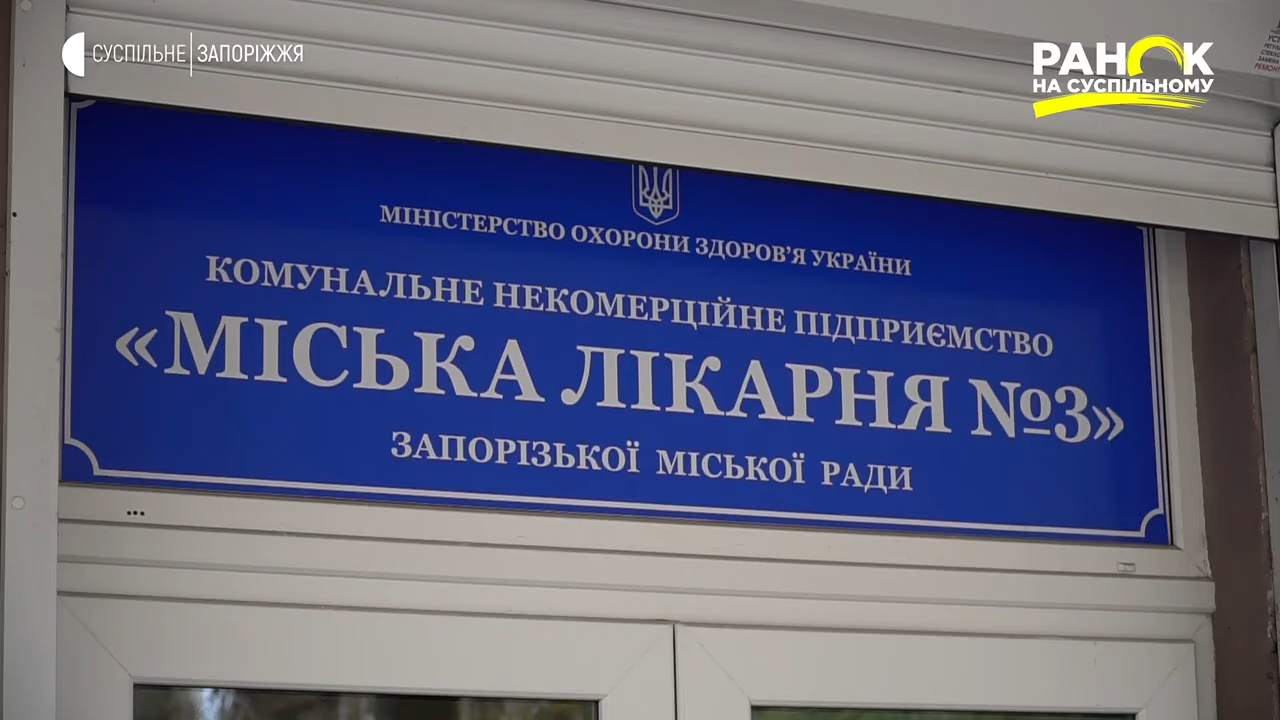 СУСПІЛЬНЕ ЗАПОРІЖЖЯ
РАНОК
НА СУСПІЛЬНОМУ
МІНІСТЕРСТВО ОХОРОНИ ЗДОРОВ'Я УКРАЇНИ
КОМУНАЛЬНЕ НЕКОМЕРЦІЙНЕ ПІДПРИЄМСТВО
«МІСЬКА ЛІКАРНЯ №3»
ЗАПОРІЗЬКОЇ МІСЬКОЇ РАДИ